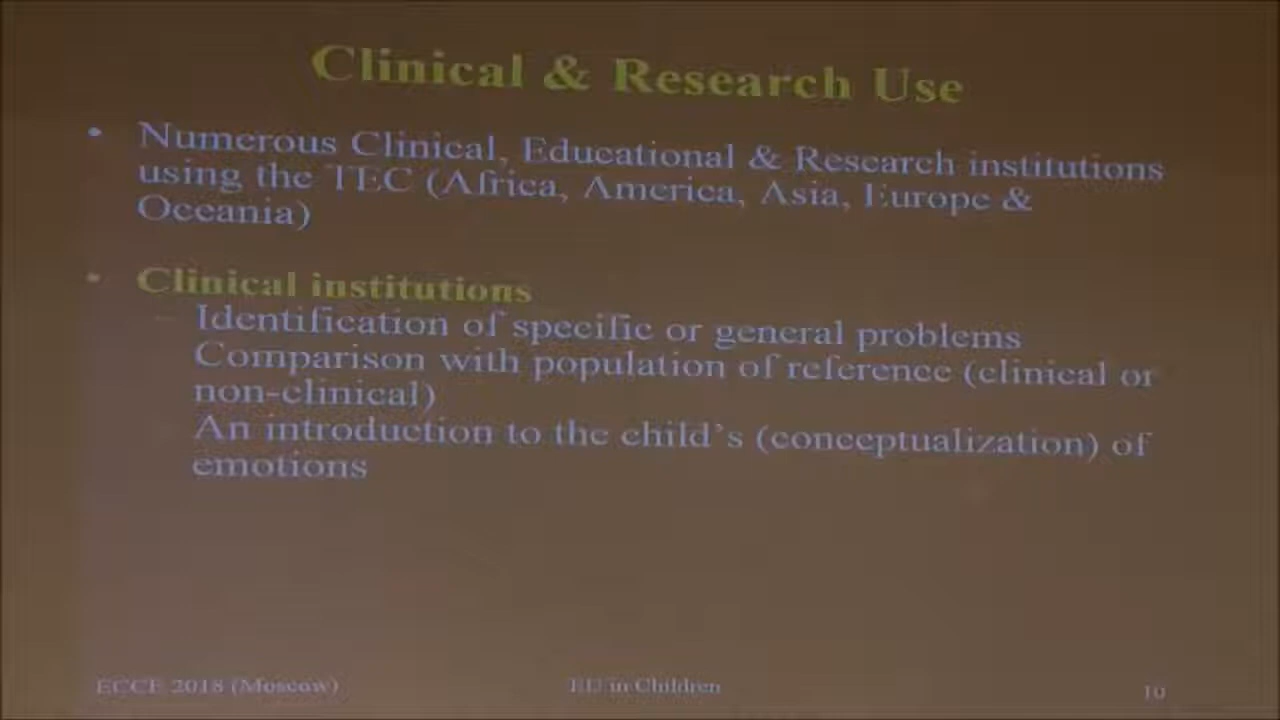 Clinical & Research Use
• Numerous Clinical, Educational & Research institutions
using the TEC (Africa, America, Asia, Europe &
Oceania)
• Clinical institutions
– Identification of specific or general problems
Comparison with population of reference (clinical or
non-clinical)
An introduction to the child's (conceptualization) of
emotions
ECCE 2018 (Moscow)
EU in Children
10